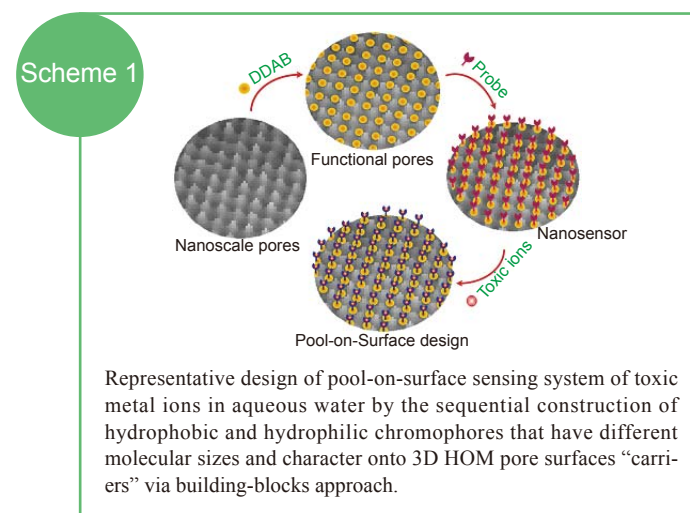 Scheme 1
DDAB
Probe
Functional pores
Nanoscale pores
Nanosensor
Toxic ions
Pool-on-Surface design
Representative design of pool-on-surface sensing system of toxic
metal ions in aqueous water by the sequential construction of
hydrophobic and hydrophilic chromophores that have different
molecular sizes and character onto 3D HOM pore surfaces “carri-
ers” via building-blocks approach.